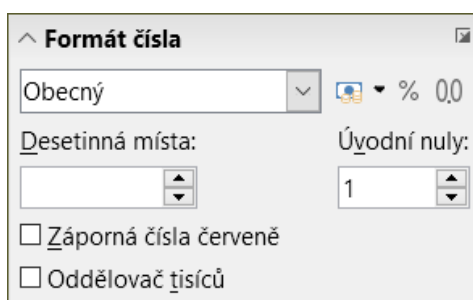 Formát čísla
Obecný % 0,0
Desetinná místa: Úvodní nuly:
1
Záporná čísla červeně
Oddělovač tisíců